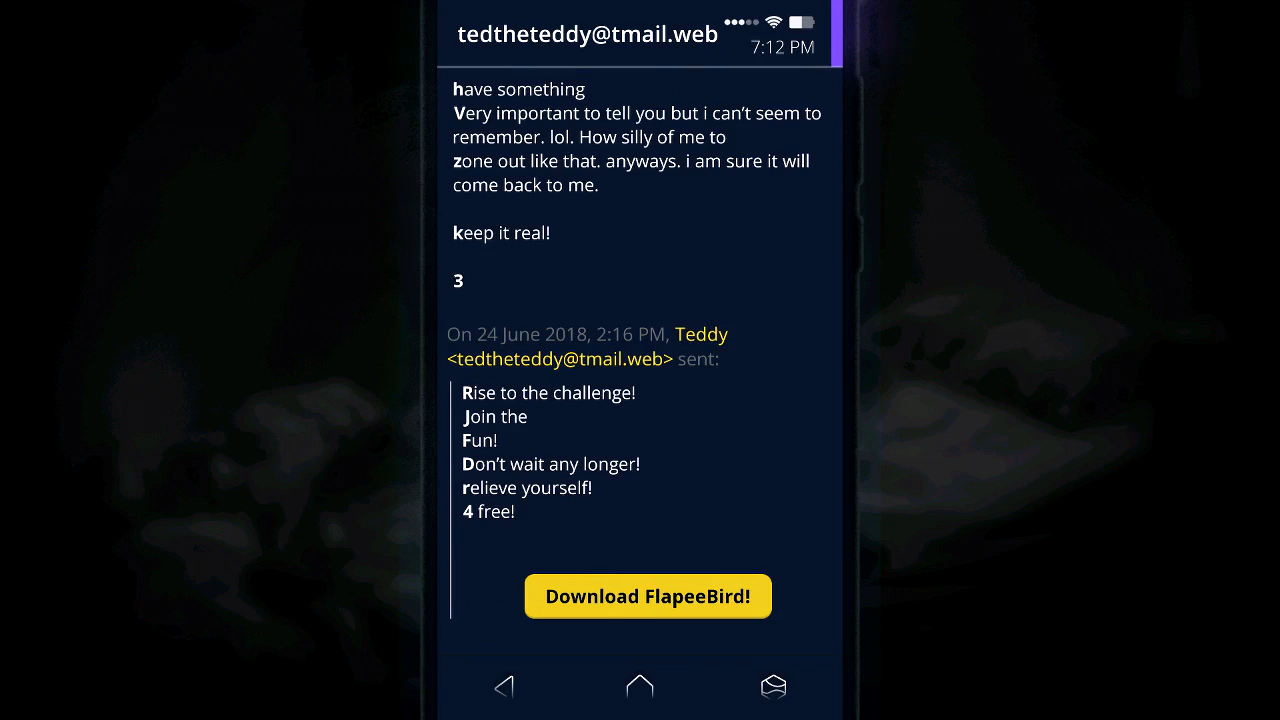 tedtheteddy@tmail.web
7:12 PM
have something
Very important to tell you but i can’t seem to
remember. lol. How silly of me to
zone out like that. anyways. i am sure it will
come back to me.
keep it real!
3
On 24 June 2018, 2:16 PM, Teddy
<tedtheteddy@tmail.web> sent:
Rise to the challenge!
Join the
Fun!
Don’t wait any longer!
relieve yourself!
4 free!
Download FlapeeBird!